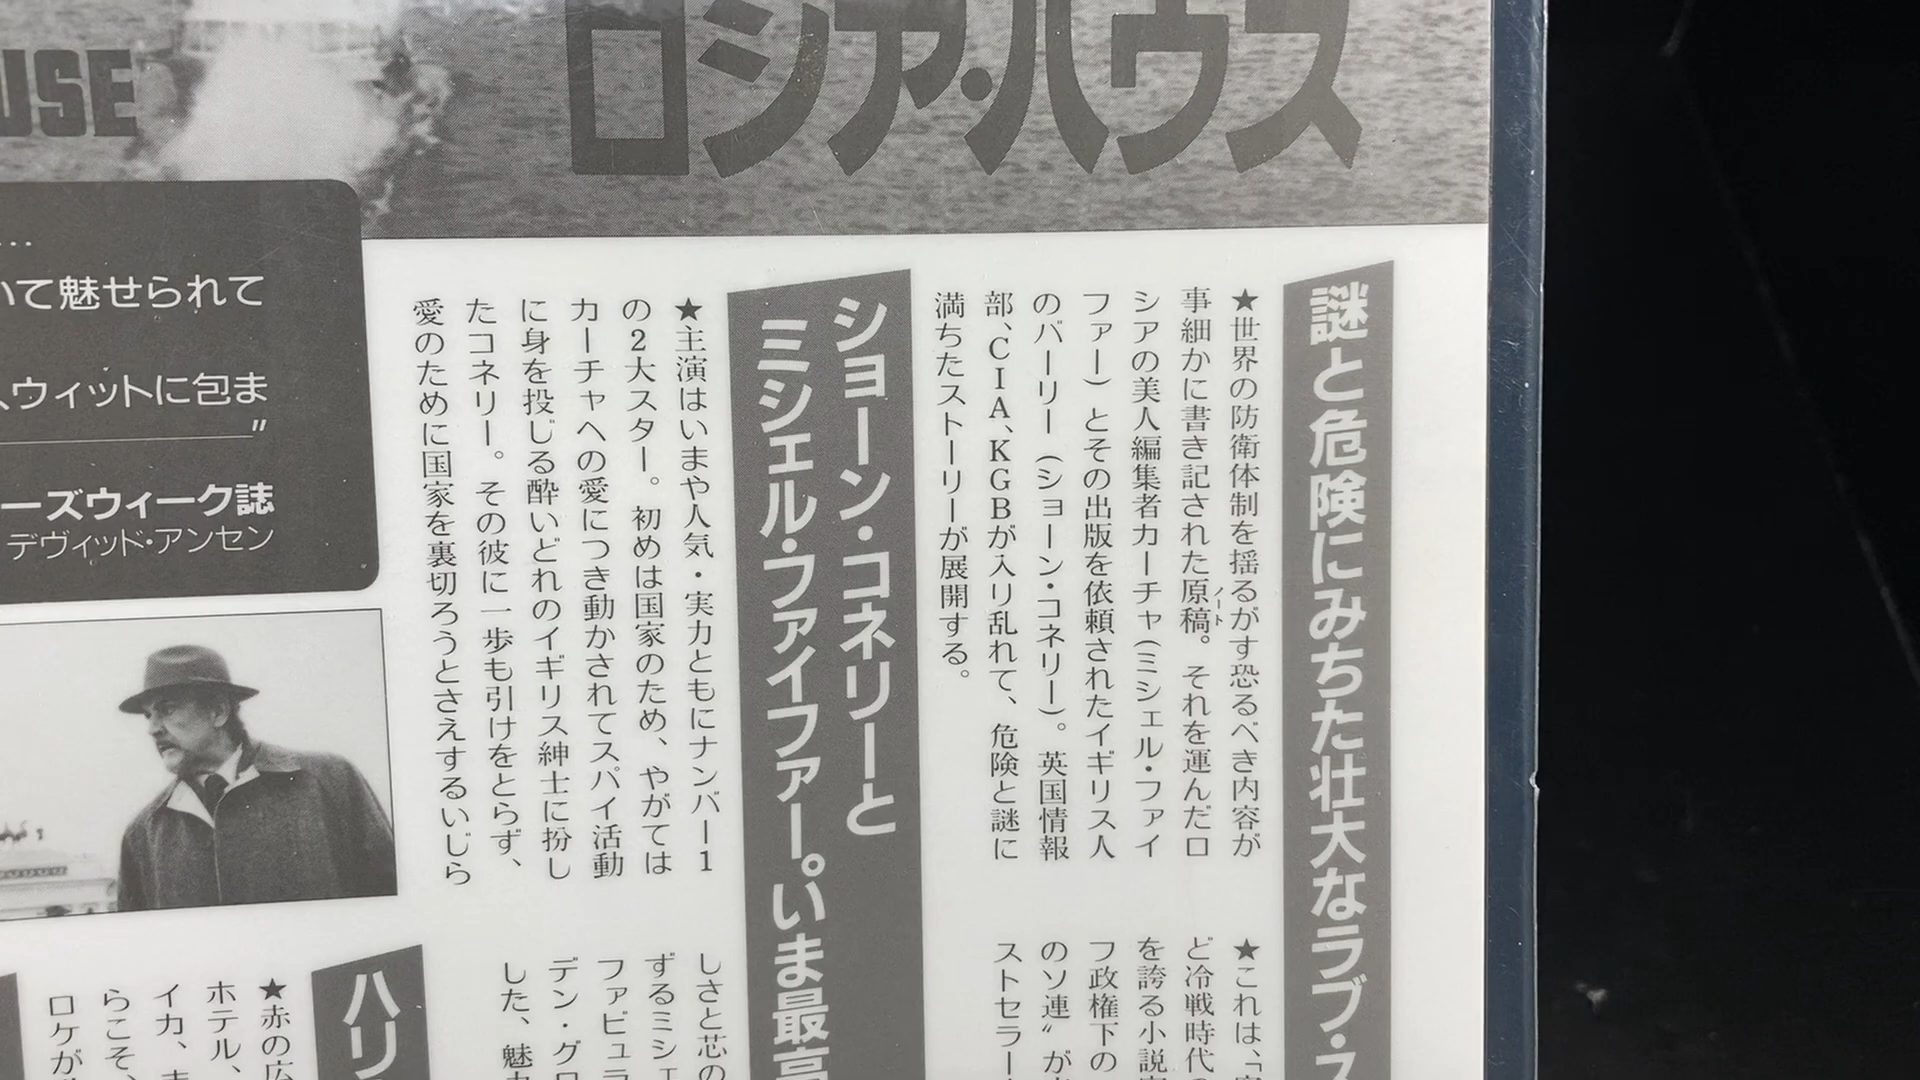 ロシア・ハウス
USE
謎と危険にみちた壮大なラブ・ス
★世界の防衛体制を揺るがす恐るべき内容が
事細かに書き記された原稿。それを運んだロ
ノート
シアの美人編集者カーチャ(ミシェル・ファイ
ファー)とその出版を依頼されたイギリス人
のバーリー(ショーン・コネリー)。英国情報
部、CIA、KGBが入り乱れて、危険と謎に
満ちたストーリーが展開する。
★これは、「
ど冷戦時代
を誇る小説
フ政権下の
のソ連〟が
ストセラー
ショーン・コネリーと
ミシェル・ファイファー。いま最高
★主演はいまや人気・実力ともにナンバー1
の2大スター。初めは国家のため、やがては
カーチャへの愛につき動かされてスパイ活動
に身を投じる酔いどれのイギリス紳士に扮し
たコネリー。その彼に一歩も引けをとらず、
愛のために国家を裏切ろうとさえするいじら
しさと芯の
ずるミシェ
ファビュラ
デン・グロ
した、魅力
…
いて魅せられて
、ウィットに包ま
"
ーズウィーク誌
デヴィッド・アンセン
ハリ
★赤の広
ホテル、
イカ、
らこそ、
ロケが